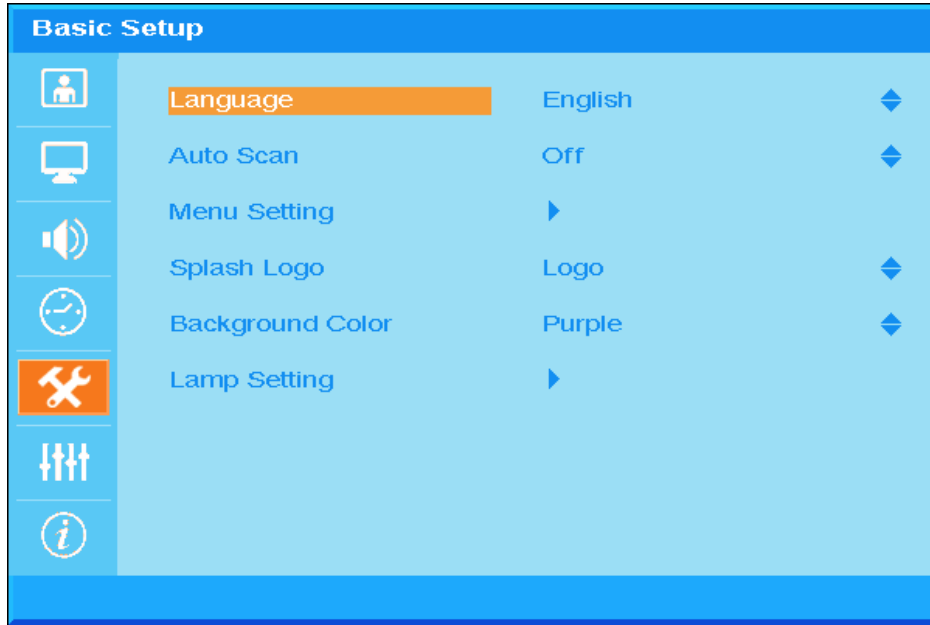 Basic Setup
Language English
Auto Scan Off
Menu Setting
Splash Logo Logo
Background Color Purple
Lamp Setting